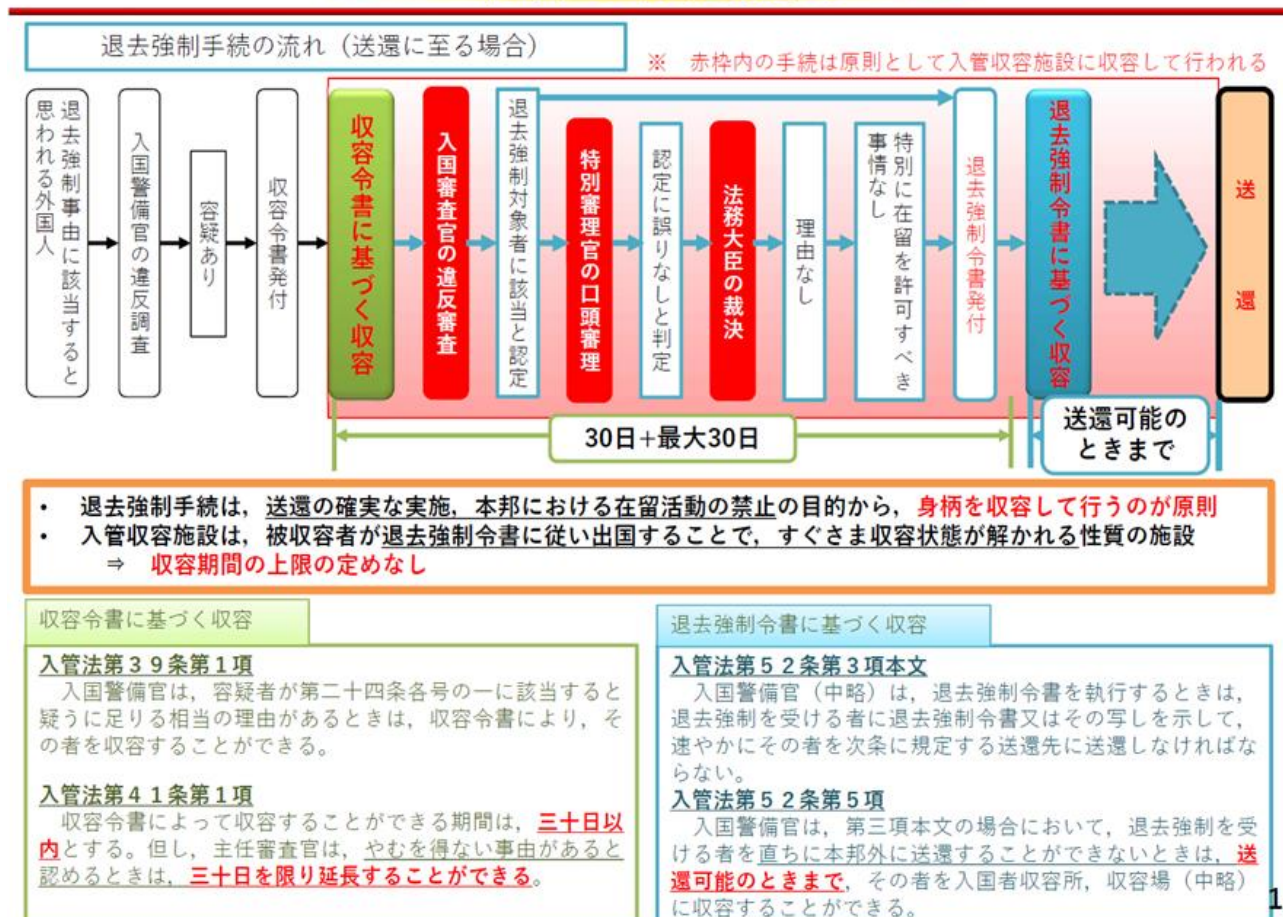 退去強制手続の流れ（送還に至る場合）
※　赤枠内の手続は原則として入管収容施設に収容して行われる
退去強制事由に該当すると
思われる外国人
入国警備官の違反調査
容疑あり
収容令書発付
収容令書に基づく収容
入国審査官の違反審査
退去強制対象者に該当と認定
特別審理官の口頭審理
認定に誤りなしと判定
法務大臣の裁決
理由なし
特別に在留を許可すべき
事情なし
退去強制令書発付
退去強制令書に基づく収容
送還
30日＋最大30日
送還可能の
ときまで
・ 退去強制手続は，送還の確実な実施，本邦における在留活動の禁止の目的から，身柄を収容して行うのが原則
・ 入管収容施設は，被収容者が退去強制令書に従い出国することで，すぐさま収容状態が解かれる性質の施設
⇒　収容期間の上限の定めなし
収容令書に基づく収容
入管法第３９条第１項
入国警備官は，容疑者が第二十四条各号の一に該当すると
疑うに足りる相当の理由があるときは，収容令書により，そ
の者を収容することができる。
入管法第４１条第１項
収容令書によって収容することができる期間は，三十日以
内とする。但し，主任審査官は，やむを得ない事由があると
認めるときは，三十日を限り延長することができる。
退去強制令書に基づく収容
入管法第５２条第３項本文
入国警備官（中略）は，退去強制令書を執行するときは，
退去強制を受ける者に退去強制令書又はその写しを示して，
速やかにその者を次条に規定する送還先に送還しなければな
らない。
入管法第５２条第５項
入国警備官は，第三項本文の場合において，退去強制を受
ける者を直ちに本邦外に送還することができないときは，送
還可能のときまで，その者を入国者収容所，収容場（中略）
に収容することができる。
1